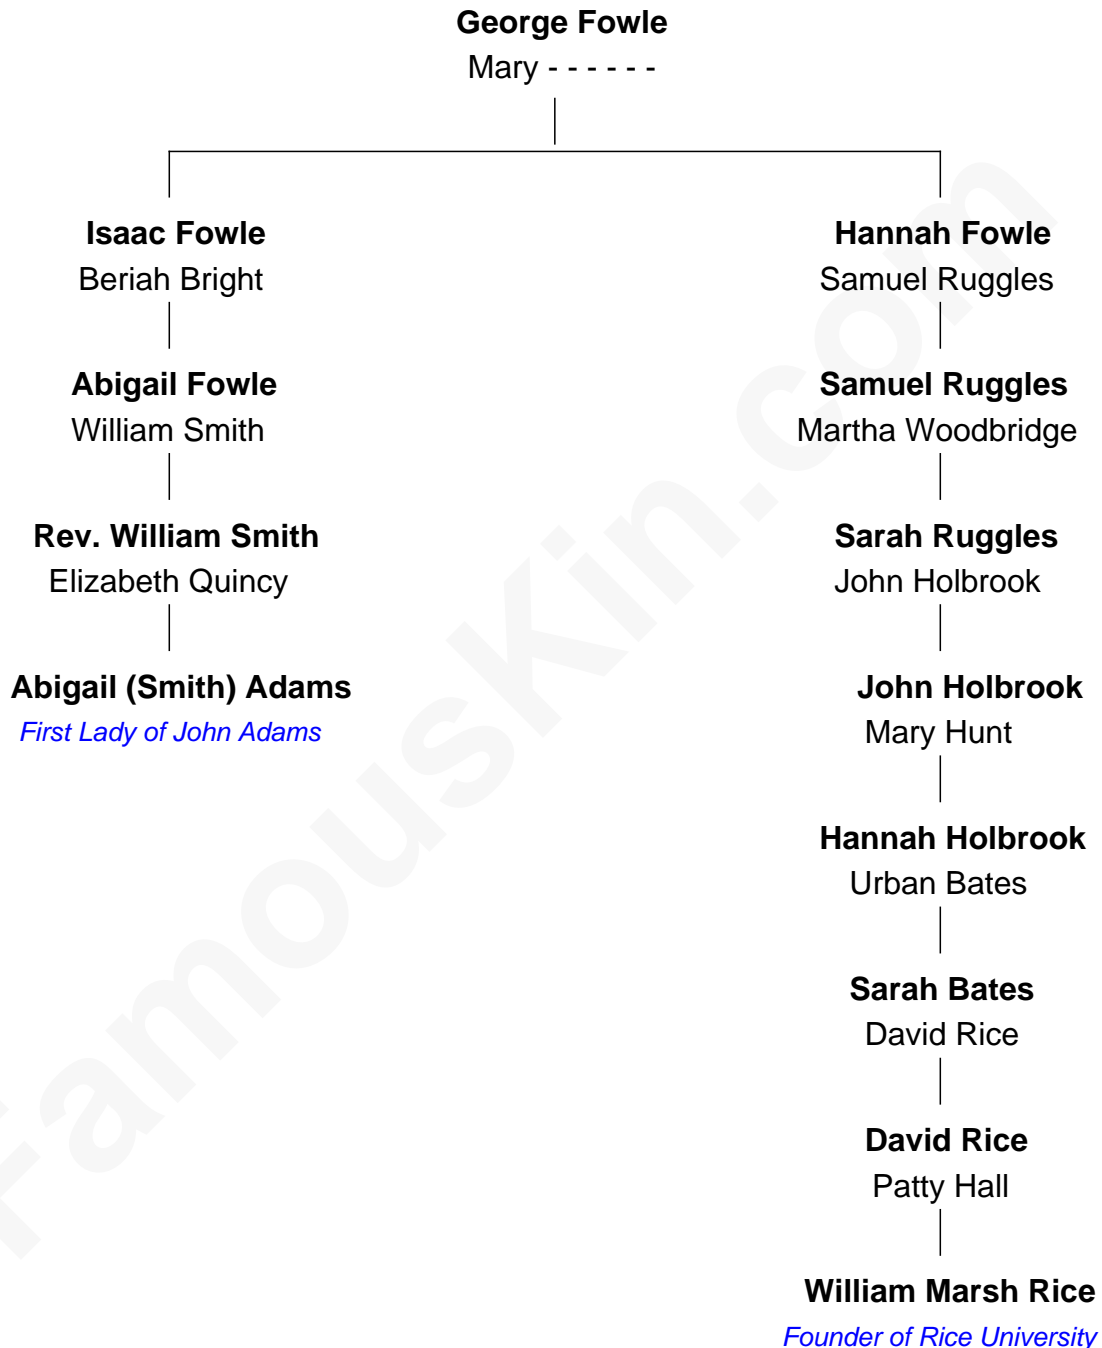 George Fowle
Mary - - - - - -
Isaac Fowle
Beriah Bright
Hannah Fowle
Samuel Ruggles
Abigail Fowle
William Smith
Samuel Ruggles
Martha Woodbridge
Rev. William Smith
Elizabeth Quincy
Sarah Ruggles
John Holbrook
Abigail (Smith) Adams
First Lady of John Adams
John Holbrook
Mary Hunt
Hannah Holbrook
Urban Bates
Sarah Bates
David Rice
David Rice
Patty Hall
William Marsh Rice
Founder of Rice University
FamousKin.com